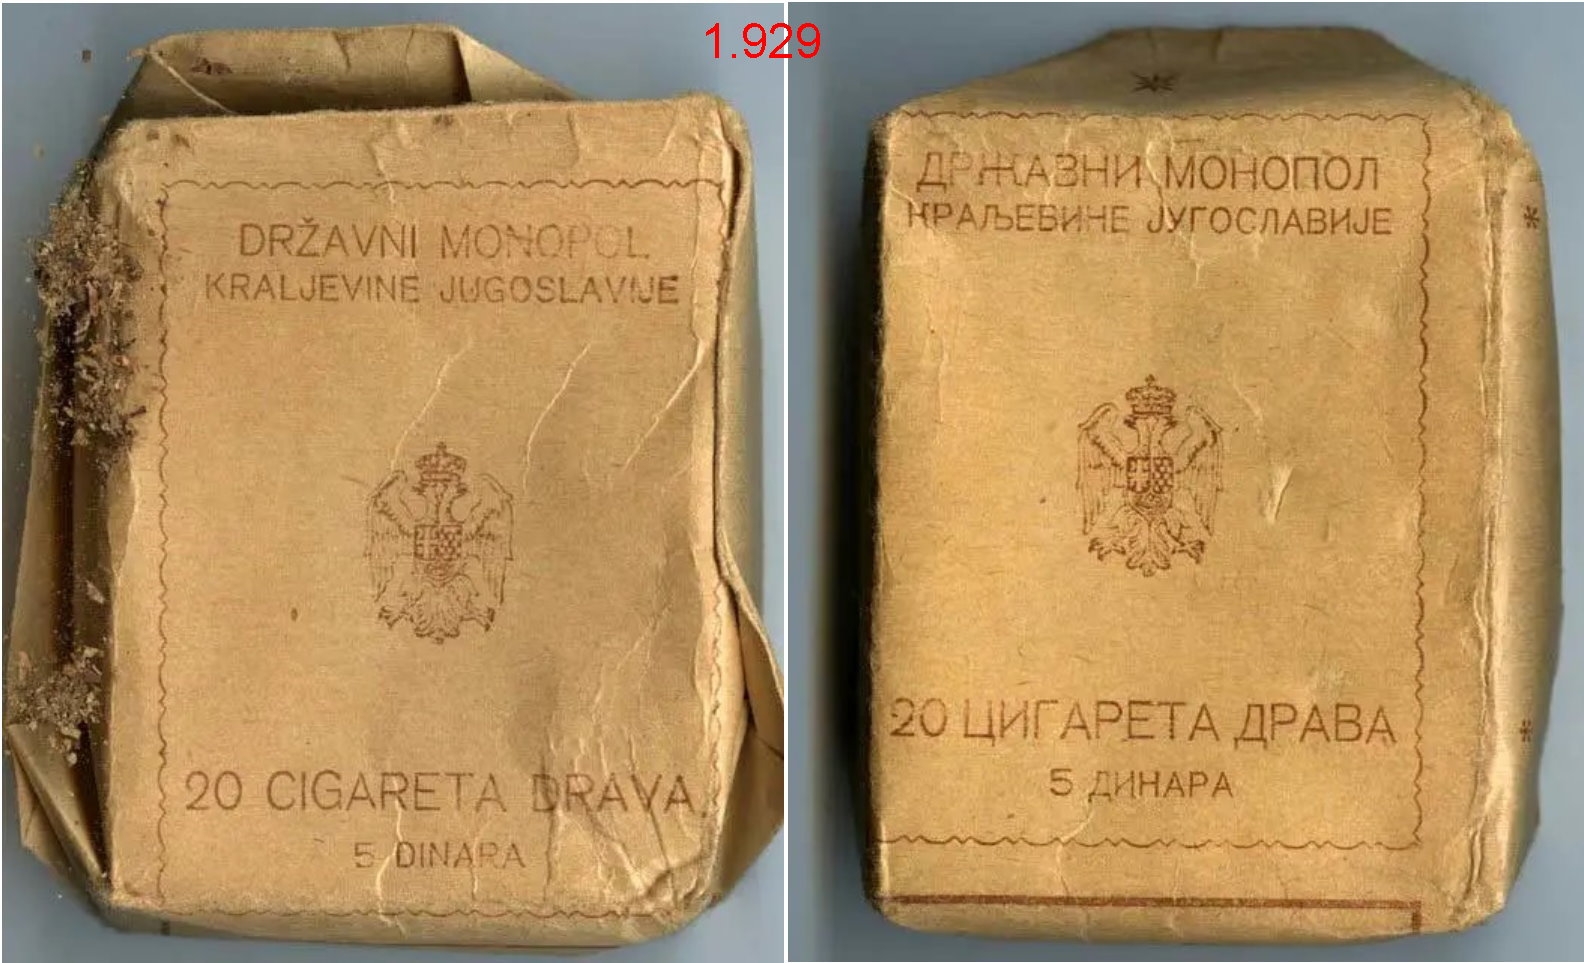 1.929
DRŽAVNI MONOPOL
KRALJEVINE JUGOSLAVIJE
20 CIGARETA DRAVA
5 DINARA
ДРЖАВНИ МОНОПОЛ
КРАЉЕВИНЕ ЈУГОСЛАВИЈЕ
20 ЦИГАРЕТА ДРАВА
5 ДИНАРА